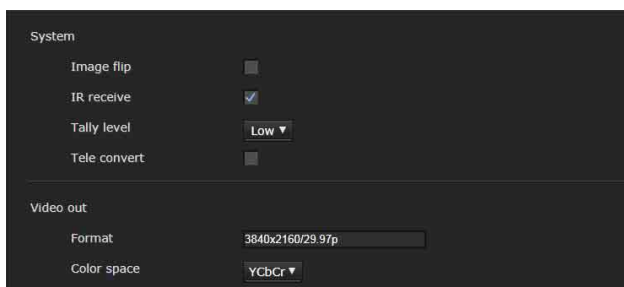 System
Image flip
IR receive
Tally level Low
Tele convert
Video out
Format 3840x2160/29.97p
Color space YCbCr